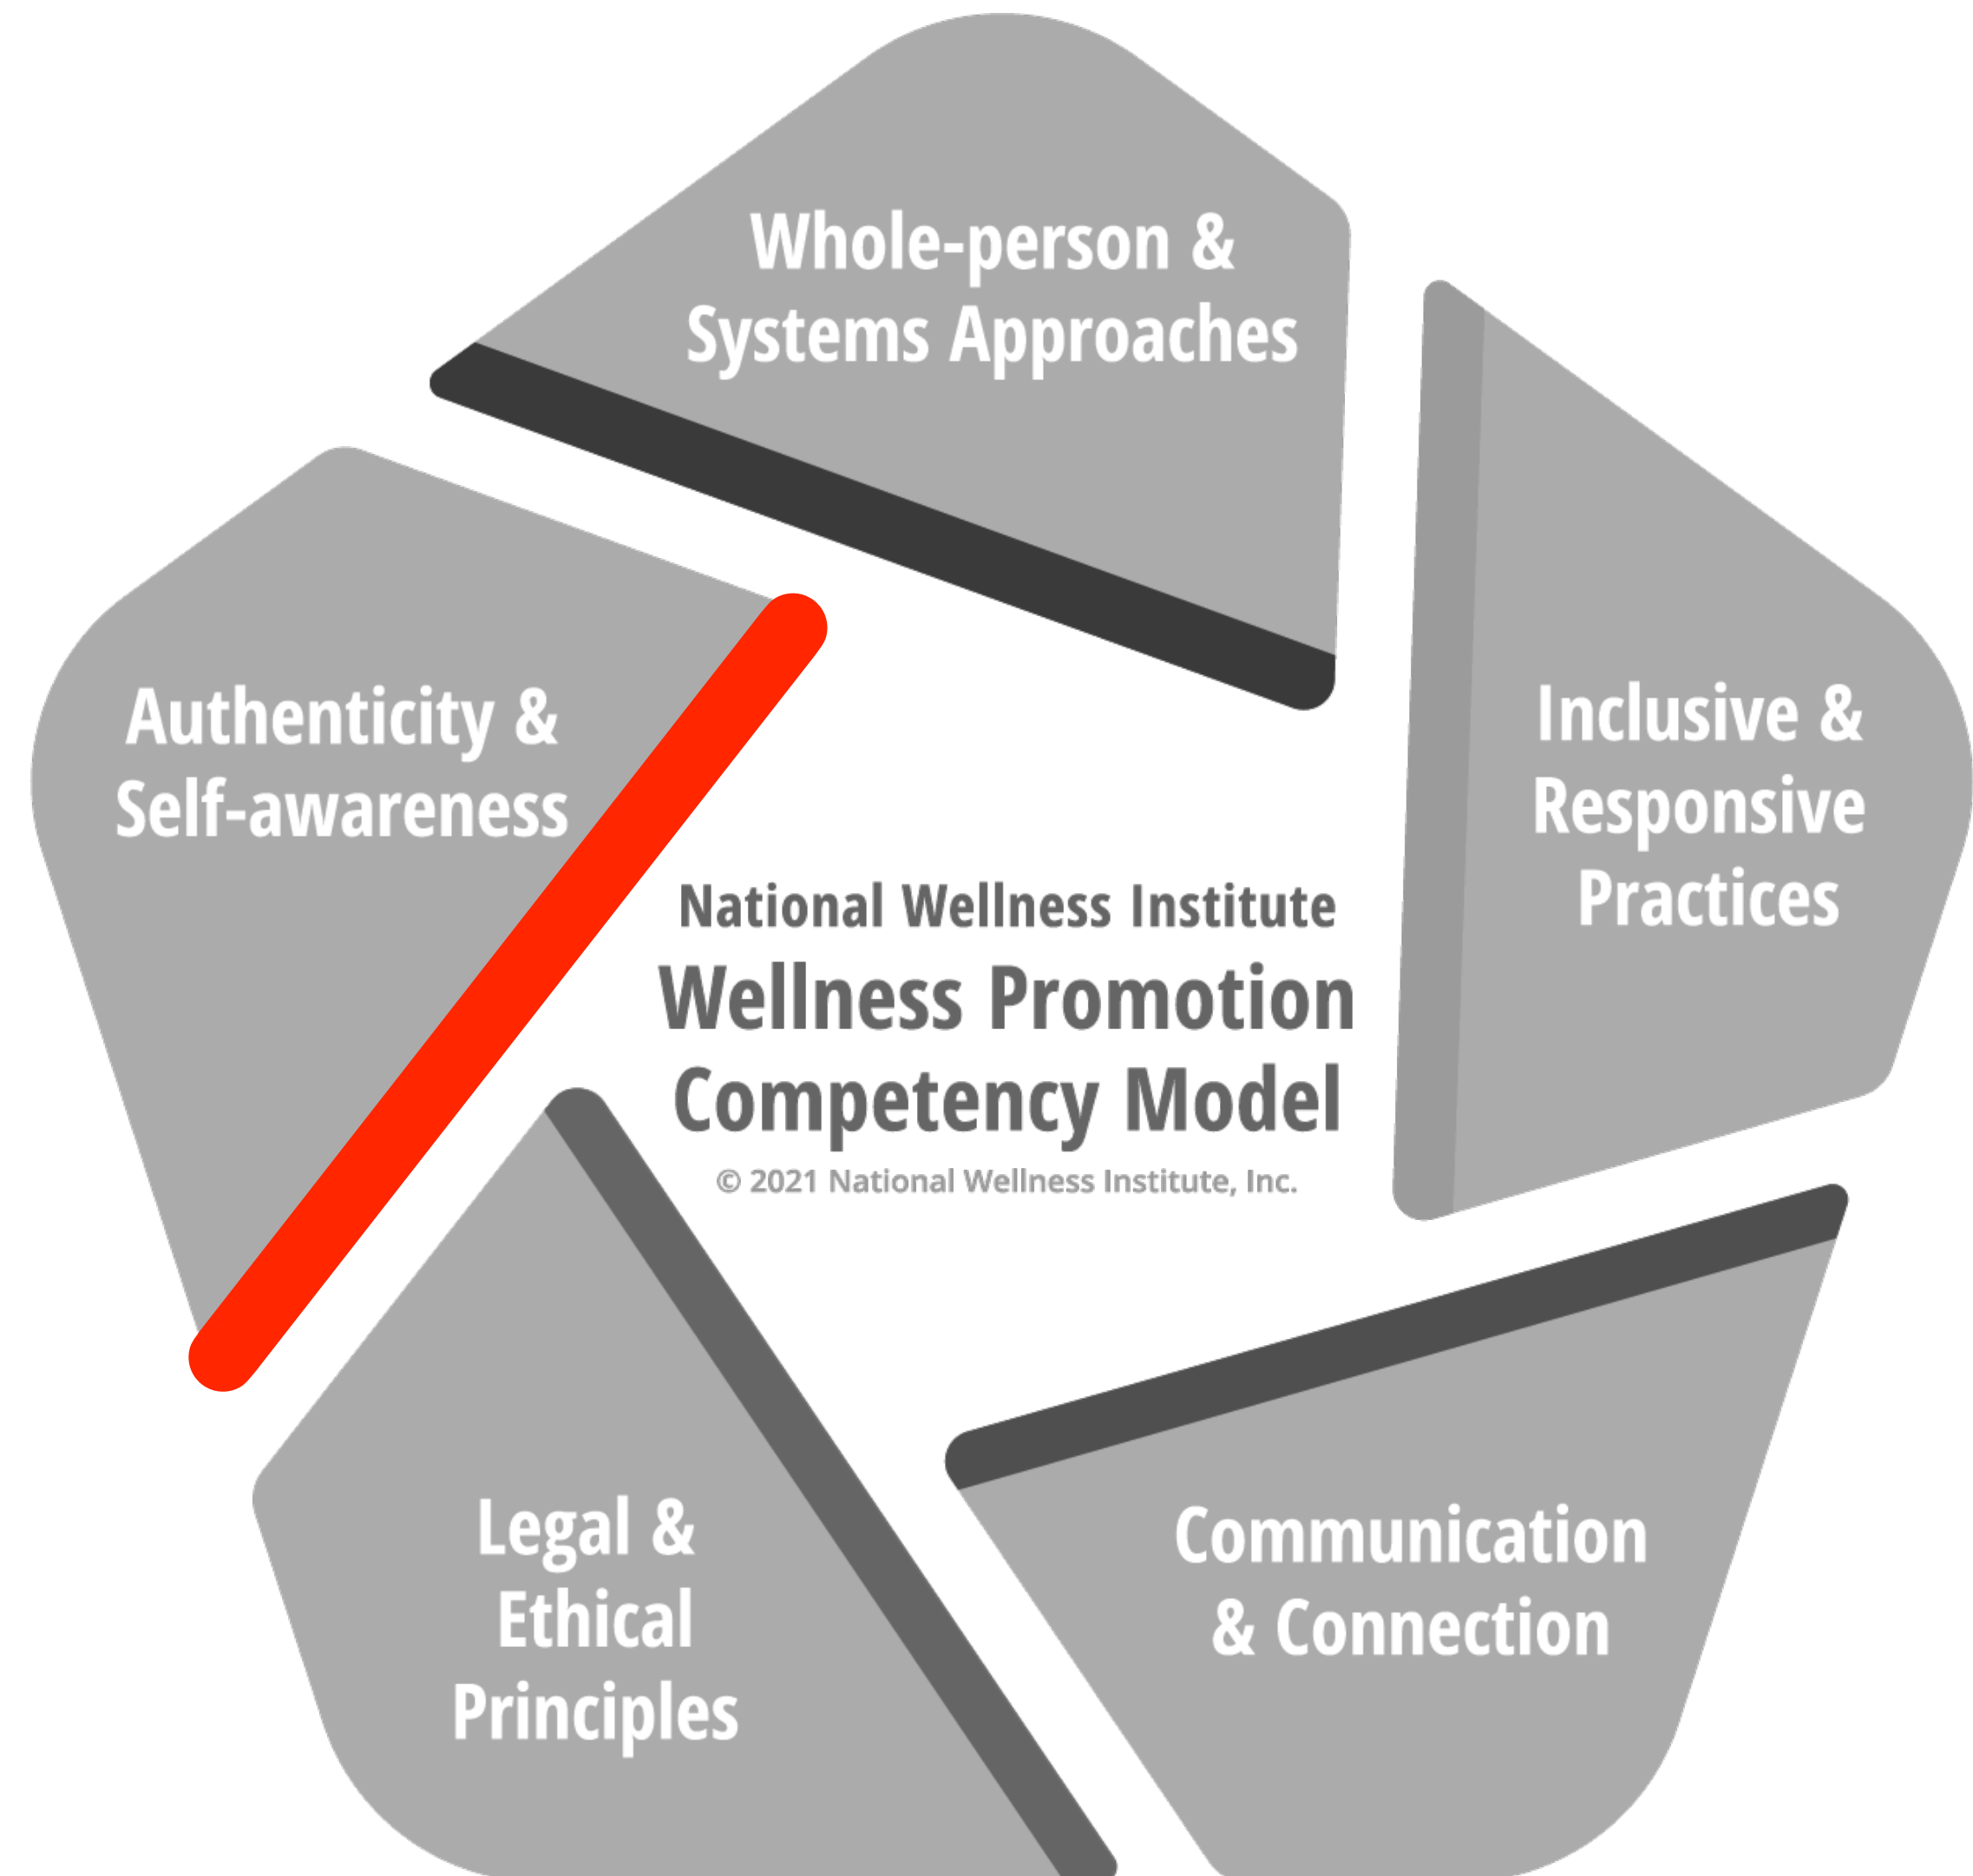 Whole-person &
Systems Approaches
Authenticity &
Self-awareness
Inclusive &
Responsive
Practices
National Wellness Institute
Wellness Promotion
Competency Model
© 2021 National Wellness Institute, Inc.
Legal &
Ethical
Principles
Communication
& Connection